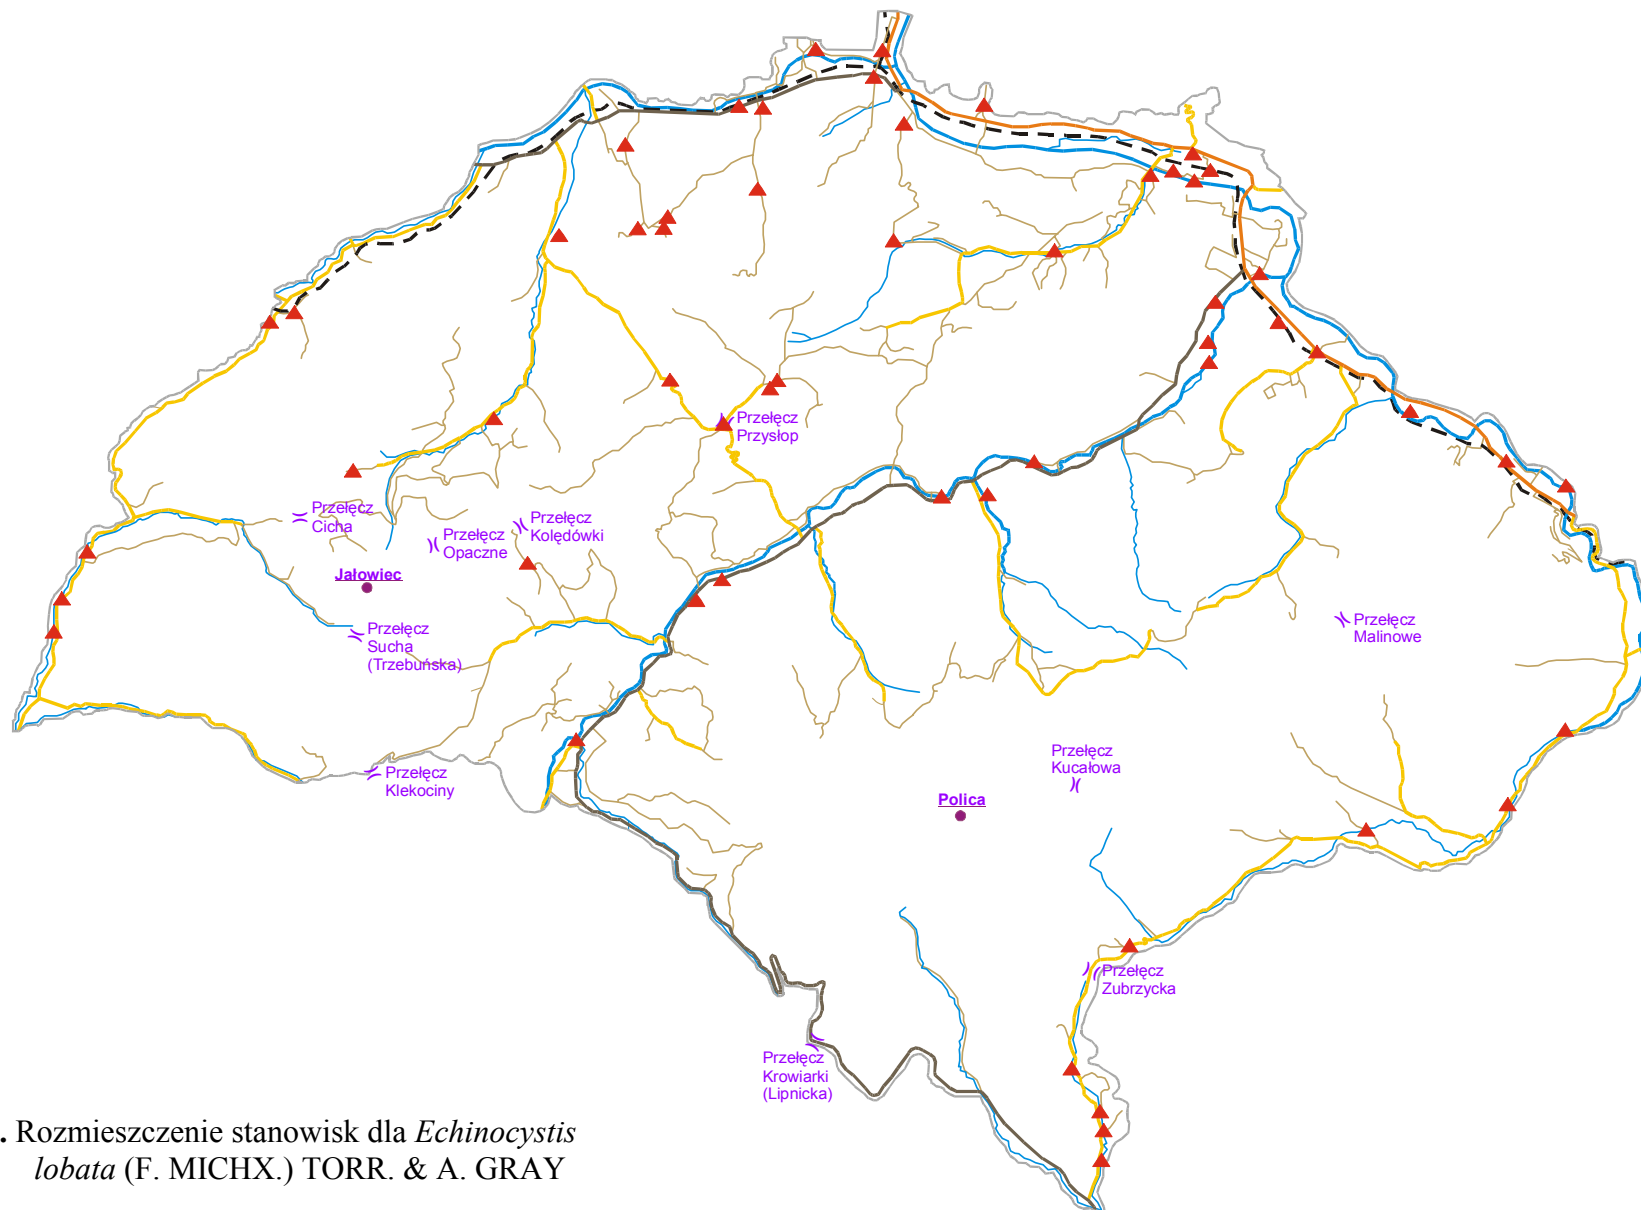 Przełęcz
Przysłop
Przełęcz
Cicha
Przełęcz
Kolędówki
Przełęcz
Opaczne
Jałowiec
Przełęcz
Sucha
(Trzebuńska)
Przełęcz
Malinowe
Przełęcz
Klekociny
Przełęcz
Kucałowa
Polica
Przełęcz
Zubrzycka
Przełęcz
Krowiarki
(Lipnicka)
. Rozmieszczenie stanowisk dla Echinocystis
lobata (F. MICHX.) TORR. & A. GRAY